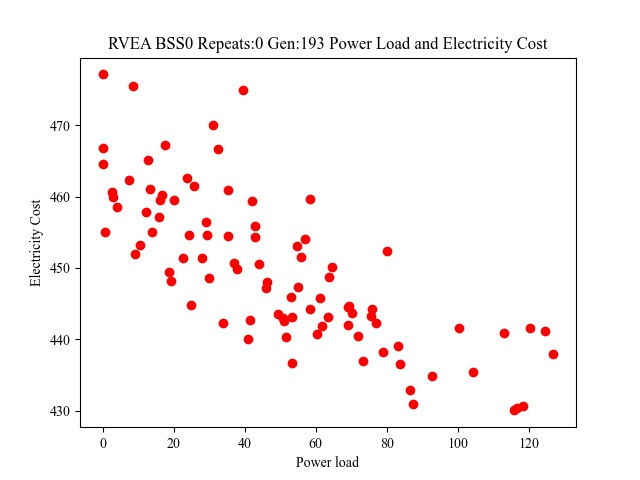 RVEA BSS0 Repeats:0 Gen:193 Power Load and Electricity Cost
470
460
450
440
430
Electricity Cost
0 20 40 60 80 100 120
Power load